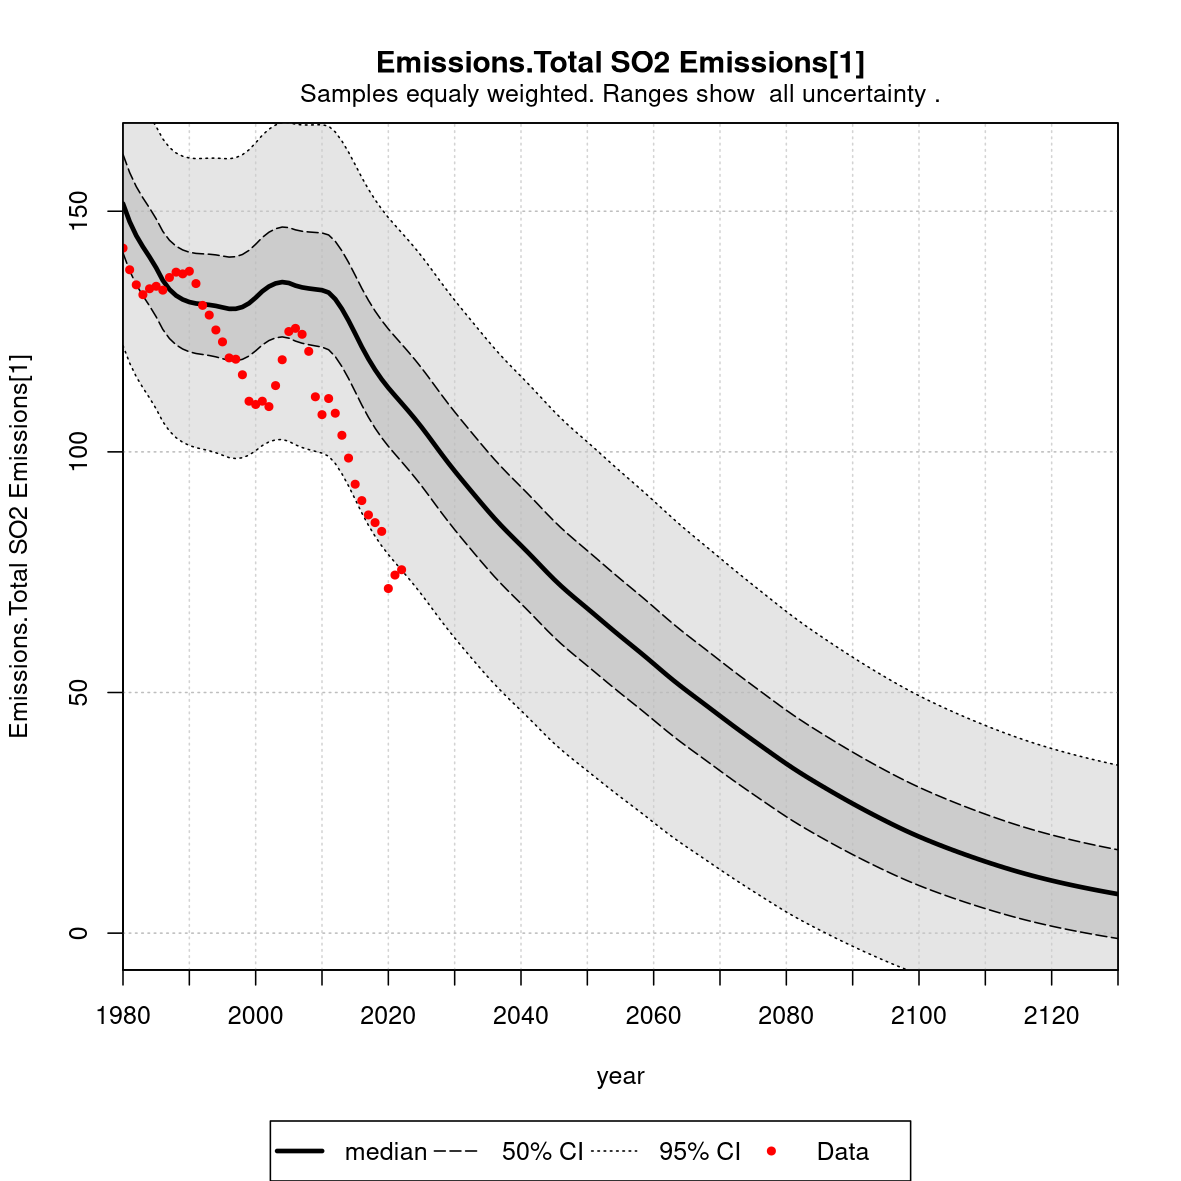 Emissions.Total SO2 Emissions[1]
Samples equaly weighted. Ranges show  all uncertainty .
Emissions.Total SO2 Emissions[1]
150
100
50
0
1980 2000 2020 2040 2060 2080 2100 2120
year
median 50% CI 95% CI Data